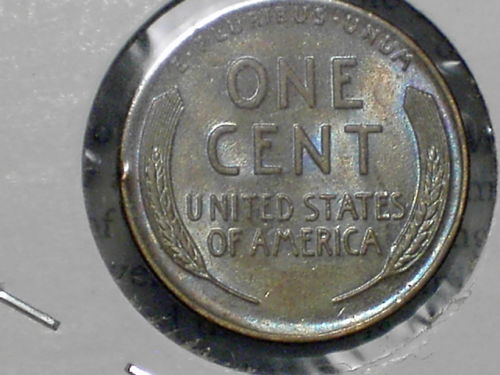 E·PLURIBUS·UNUM
ONE
CENT
UNITED STATES
OF AMERICA